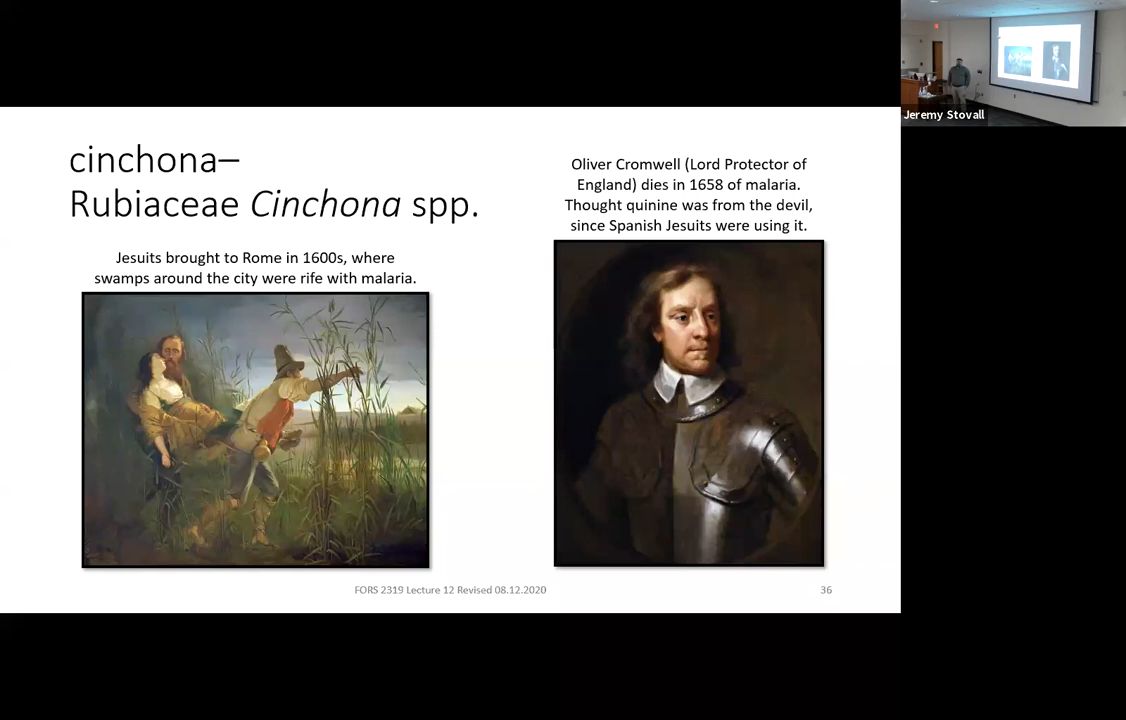 cinchona–
Rubiaceae Cinchona spp.
Jesuits brought to Rome in 1600s, where
swamps around the city were rife with malaria.
Oliver Cromwell (Lord Protector of
England) dies in 1658 of malaria.
Thought quinine was from the devil,
since Spanish Jesuits were using it.
FORS 2319 Lecture 12 Revised 08.12.2020
36
Jeremy Stovall